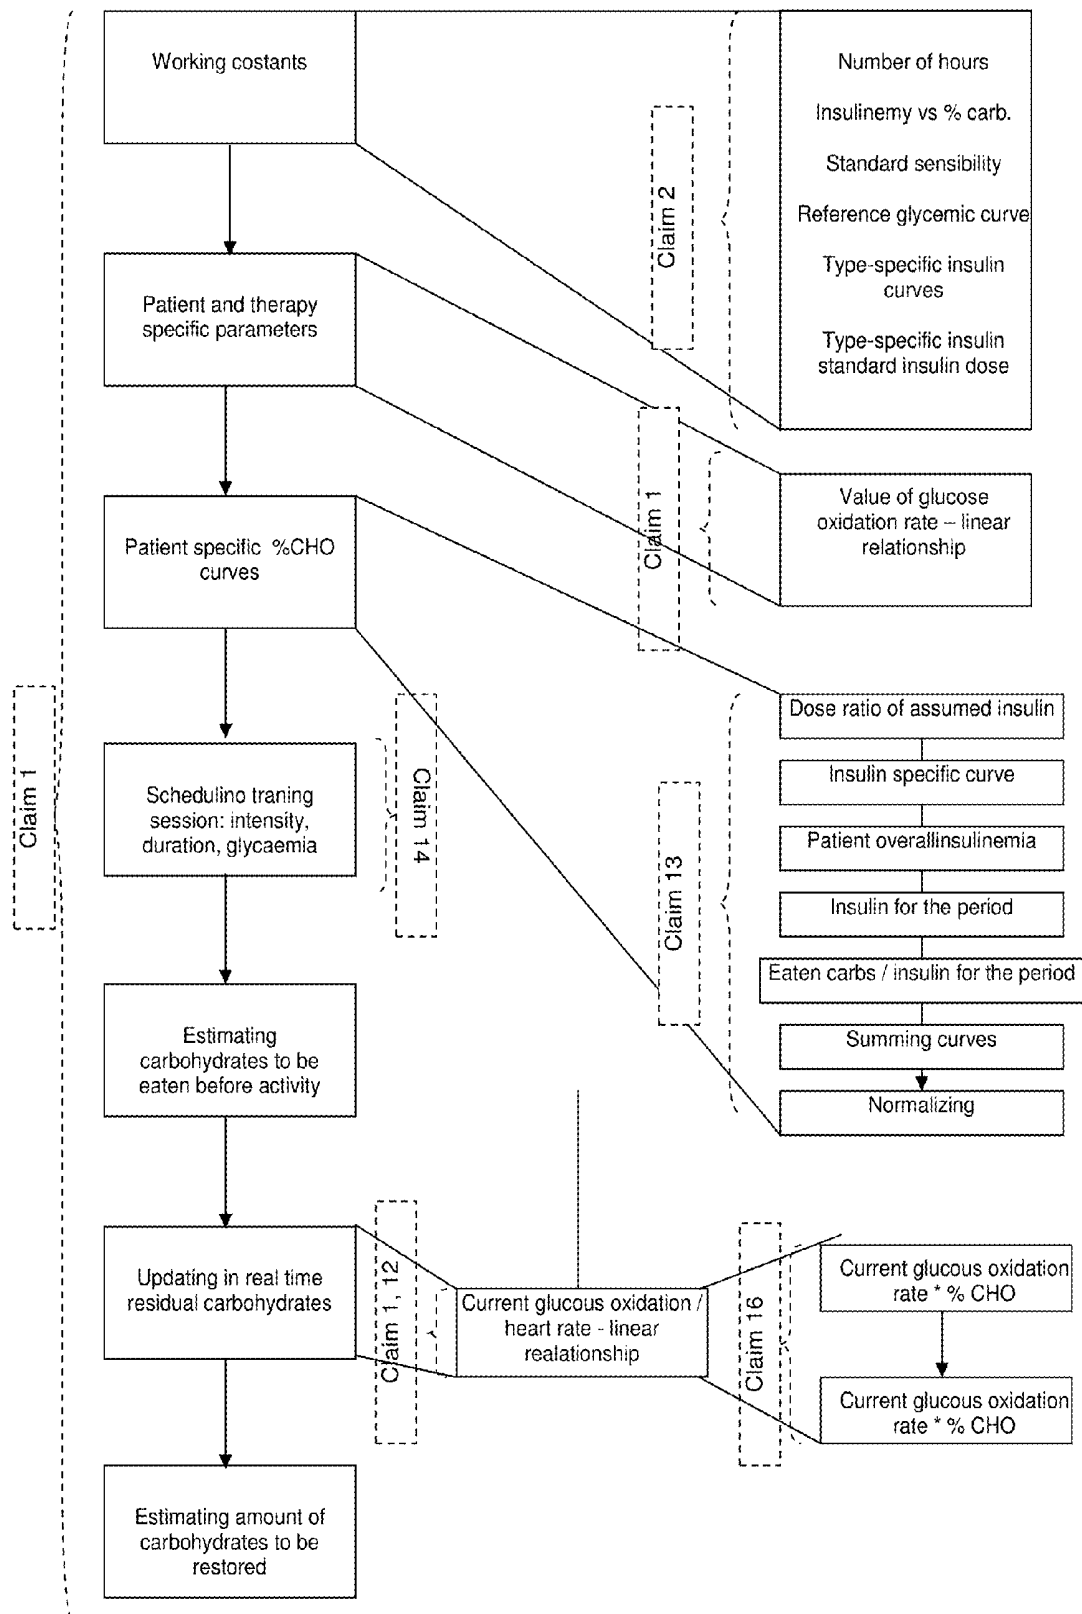 Working costants
Number of hours
Insulinemy vs % carb.
Standard sensibility
Reference glycemic curve
Type-specific insulin
curves
Type-specific insulin
standard insulin dose
Claim 2
Patient and therapy
specific parameters
Claim 1
Value of glucose
oxidation rate – linear
relationship
Patient specific %CHO
curves
Claim 1
Schedulino traning
session: intensity,
duration, glycaemia
Claim 14
Claim 13
Dose ratio of assumed insulin
Insulin specific curve
Patient overallinsulinemia
Insulin for the period
Eaten carbs / insulin for the period
Summing curves
Normalizing
Estimating
carbohydrates to be
eaten before activity
Updating in real time
residual carbohydrates
Claim 1, 12
Current glucous oxidation /
heart rate - linear
realationship
Claim 16
Current glucous oxidation
rate * % CHO
Current glucous oxidation
rate * % CHO
Estimating amount of
carbohydrates to be
restored